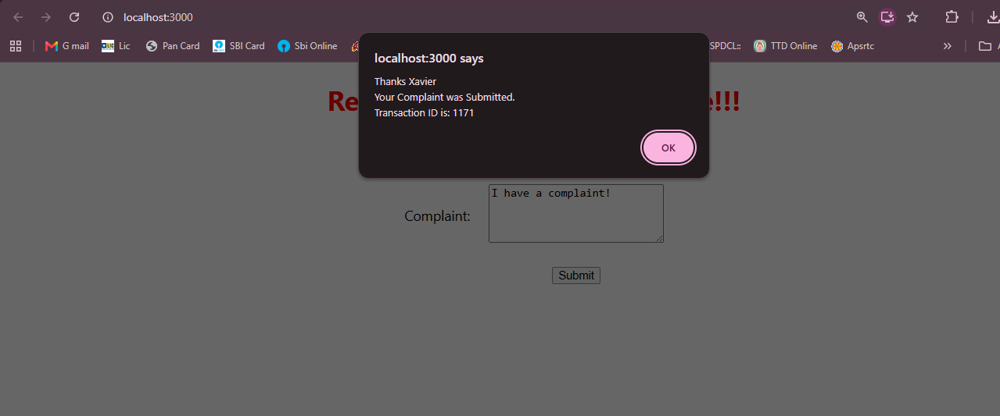 localhost:3000
G mail
Lic
Pan Card
SBI Card
Sbi Online
SPDCL::
TTD Online
Apsrtc
localhost:3000 says
Thanks Xavier
Your Complaint was Submitted.
Transaction ID is: 1171
OK
Re
e!!!
Complaint:
I have a complaint!
Submit